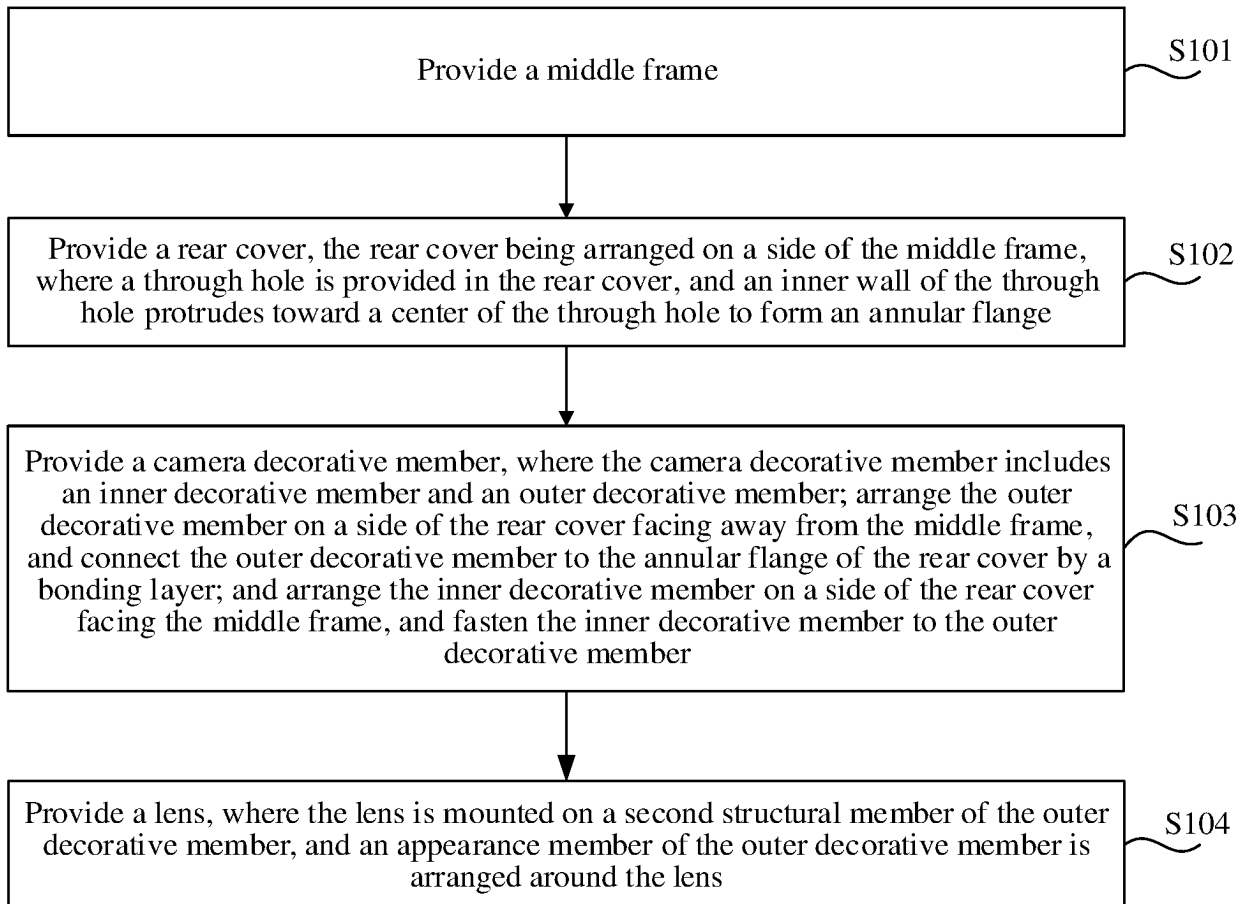 Provide a middle frame
S101
Provide a rear cover, the rear cover being arranged on a side of the middle frame,
where a through hole is provided in the rear cover, and an inner wall of the through
hole protrudes toward a center of the through hole to form an annular flange
S102
Provide a camera decorative member, where the camera decorative member includes
an inner decorative member and an outer decorative member; arrange the outer
decorative member on a side of the rear cover facing away from the middle frame,
and connect the outer decorative member to the annular flange of the rear cover by a
bonding layer; and arrange the inner decorative member on a side of the rear cover
facing the middle frame, and fasten the inner decorative member to the outer
decorative member
S103
Provide a lens, where the lens is mounted on a second structural member of the outer
decorative member, and an appearance member of the outer decorative member is
arranged around the lens
S104